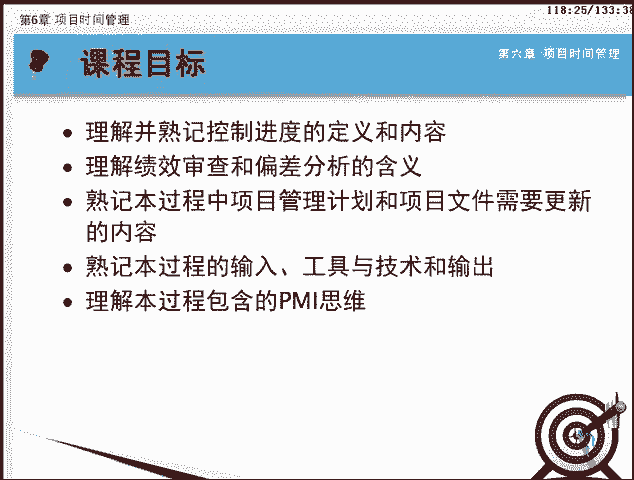 118:25/133:38
第6章 项目时间管理
课程目标
第六章 项目时间管理
• 理解并熟记控制进度的定义和内容
• 理解绩效审查和偏差分析的含义
• 熟记本过程中项目管理计划和项目文件需要更新
的内容
• 熟记本过程的输入、工具与技术和输出
• 理解本过程包含的PMI思维